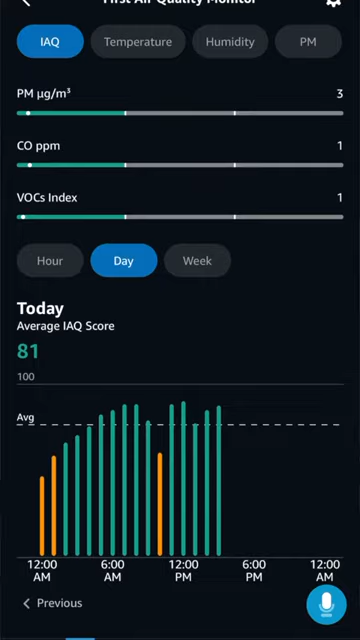 First Air Quality Monitor
IAQ
Temperature
Humidity
PM
PM µg/m³ 3
CO ppm 1
VOCs Index 1
Hour
Day
Week
Today
Average IAQ Score
81
100
Avg
12:00 AM
6:00 AM
12:00 PM
6:00 PM
12:00 AM
Previous